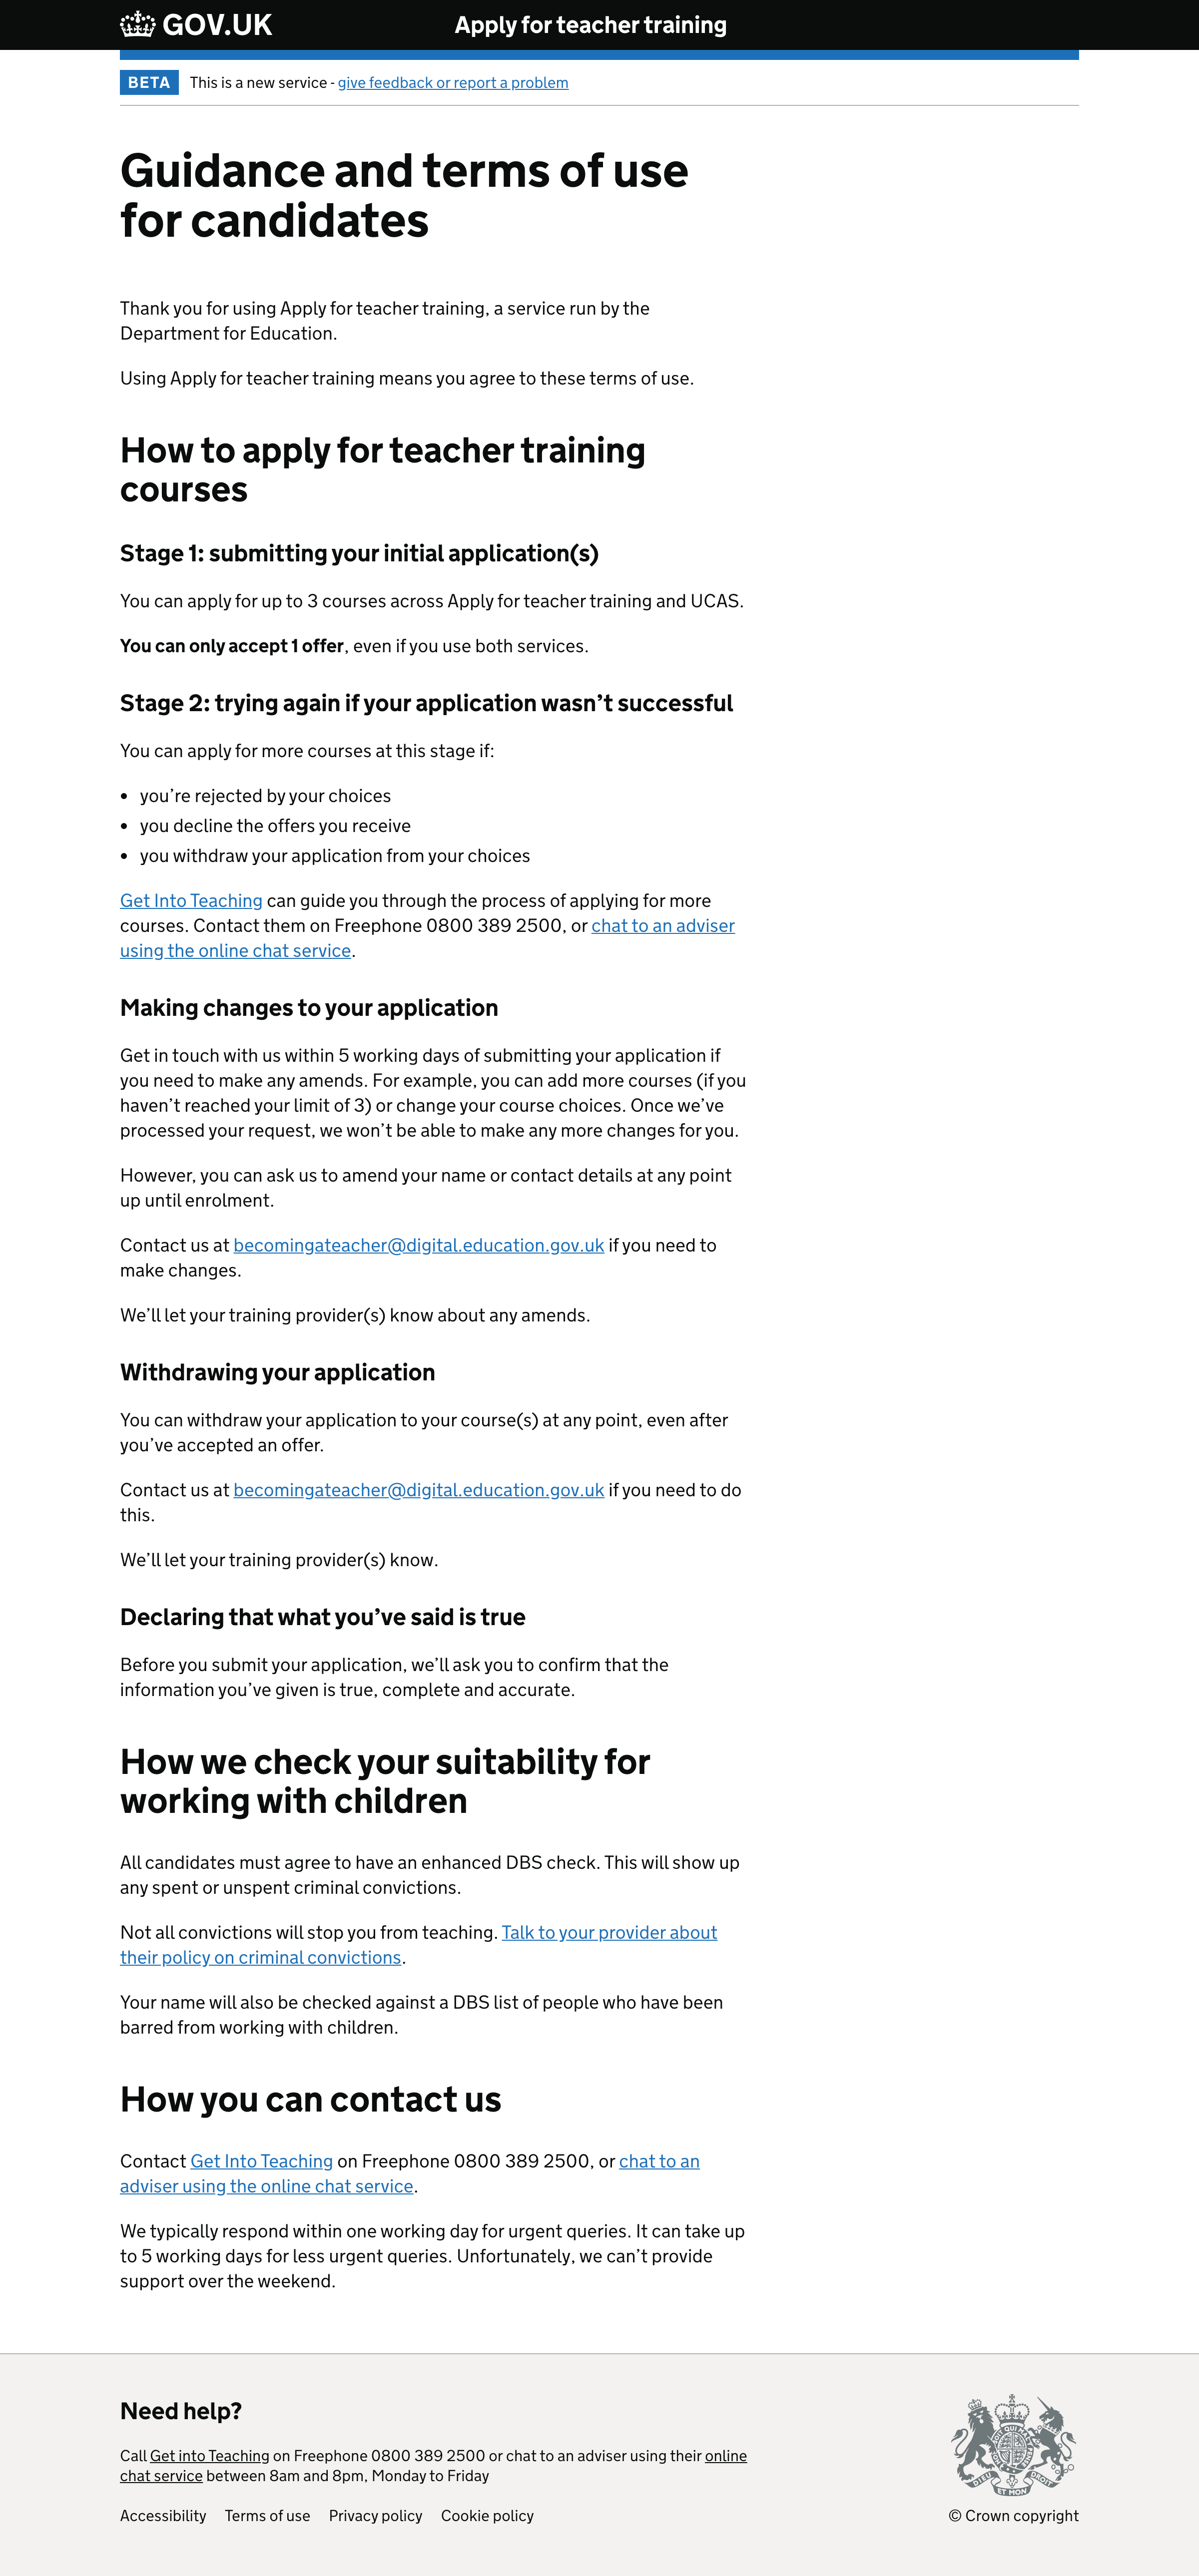 GOV.UK
Apply for teacher training
BETA
This is a new service - give feedback or report a problem
Guidance and terms of use
for candidates
Thank you for using Apply for teacher training, a service run by the
Department for Education.
Using Apply for teacher training means you agree to these terms of use.
How to apply for teacher training
courses
Stage 1: submitting your initial application(s)
You can apply for up to 3 courses across Apply for teacher training and UCAS.
You can only accept 1 offer, even if you use both services.
Stage 2: trying again if your application wasn’t successful
You can apply for more courses at this stage if:
• you’re rejected by your choices
• you decline the offers you receive
• you withdraw your application from your choices
Get Into Teaching can guide you through the process of applying for more
courses. Contact them on Freephone 0800 389 2500, or chat to an adviser
using the online chat service.
Making changes to your application
Get in touch with us within 5 working days of submitting your application if
you need to make any amends. For example, you can add more courses (if you
haven’t reached your limit of 3) or change your course choices. Once we’ve
processed your request, we won’t be able to make any more changes for you.
However, you can ask us to amend your name or contact details at any point
up until enrolment.
Contact us at becomingateacher@digital.education.gov.uk if you need to
make changes.
We’ll let your training provider(s) know about any amends.
Withdrawing your application
You can withdraw your application to your course(s) at any point, even after
you’ve accepted an offer.
Contact us at becomingateacher@digital.education.gov.uk if you need to do
this.
We’ll let your training provider(s) know.
Declaring that what you’ve said is true
Before you submit your application, we’ll ask you to confirm that the
information you’ve given is true, complete and accurate.
How we check your suitability for
working with children
All candidates must agree to have an enhanced DBS check. This will show up
any spent or unspent criminal convictions.
Not all convictions will stop you from teaching. Talk to your provider about
their policy on criminal convictions.
Your name will also be checked against a DBS list of people who have been
barred from working with children.
How you can contact us
Contact Get Into Teaching on Freephone 0800 389 2500, or chat to an
adviser using the online chat service.
We typically respond within one working day for urgent queries. It can take up
to 5 working days for less urgent queries. Unfortunately, we can’t provide
support over the weekend.
Need help?
Call Get into Teaching on Freephone 0800 389 2500 or chat to an adviser using their online
chat service between 8am and 8pm, Monday to Friday
Accessibility Terms of use Privacy policy Cookie policy
DIEU ET MON DROIT
© Crown copyright